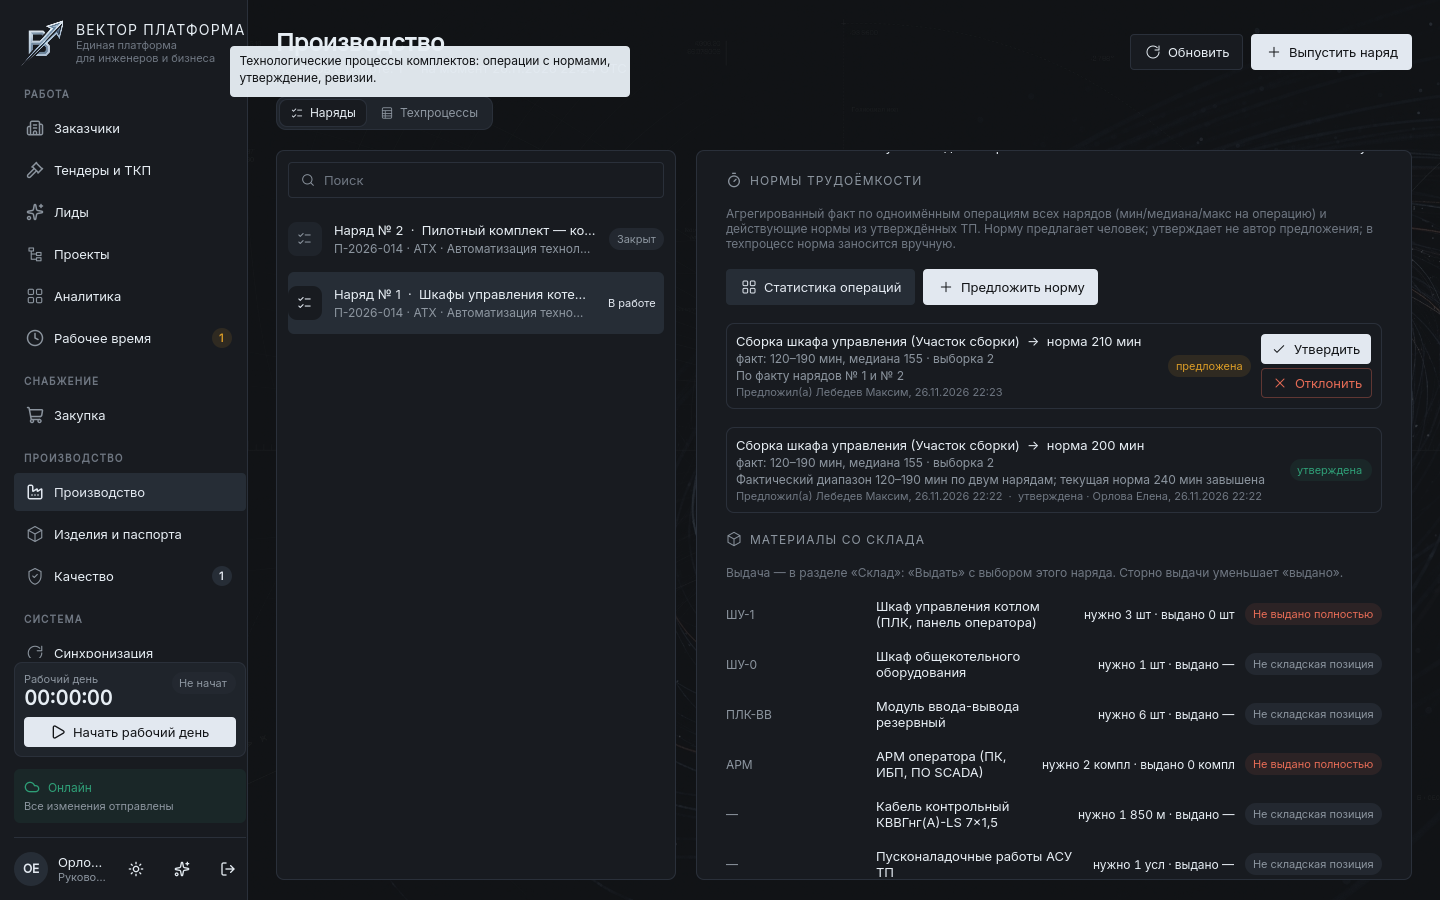 ВЕКТОР ПЛАТФОРМА
Единая платформа
для инженеров и бизнеса
РАБОТА
Заказчики
Тендеры и ТКП
Лиды
Проекты
Аналитика
Рабочее время
1
СНАБЖЕНИЕ
Закупка
ПРОИЗВОДСТВО
Производство
Изделия и паспорта
Качество
1
СИСТЕМА
Синхронизация
Рабочий день
Не начат
00:00:00
Начать рабочий день
Онлайн
Все изменения отправлены
ОЕ
Орло...
Руково...
Производство
Технологические процессы комплектов: операции с нормами,
утверждение, ревизии.
Обновить
Выпустить наряд
Наряды
Техпроцессы
Поиск
Наряд № 2 · Пилотный комплект — ко...
П-2026-014 · АТХ · Автоматизация технол...
Закрыт
Наряд № 1 · Шкафы управления коте...
П-2026-014 · АТХ · Автоматизация техно...
В работе
НОРМЫ ТРУДОЁМКОСТИ
Агрегированный факт по одноимённым операциям всех нарядов (мин/медиана/макс на операцию) и
действующие нормы из утверждённых ТП. Норму предлагает человек; утверждает не автор предложения; в
техпроцесс норма заносится вручную.
Статистика операций
Предложить норму
Сборка шкафа управления (Участок сборки) → норма 210 мин
факт: 120–190 мин, медиана 155 · выборка 2
По факту нарядов № 1 и № 2
Предложил(а) Лебедев Максим, 26.11.2026 22:23
предложена
Утвердить
Отклонить
Сборка шкафа управления (Участок сборки) → норма 200 мин
факт: 120–190 мин, медиана 155 · выборка 2
Фактический диапазон 120–190 мин по двум нарядам; текущая норма 240 мин завышена
Предложил(а) Лебедев Максим, 26.11.2026 22:22 · утверждена · Орлова Елена, 26.11.2026 22:22
утверждена
МАТЕРИАЛЫ СО СКЛАДА
Выдача — в разделе «Склад»: «Выдать» с выбором этого наряда. Сторно выдачи уменьшает «выдано».
ШУ-1
Шкаф управления котлом
(ПЛК, панель оператора)
нужно 3 шт · выдано 0 шт
Не выдано полностью
ШУ-0
Шкаф общекотельного
оборудования
нужно 1 шт · выдано —
Не складская позиция
ПЛК-ВВ
Модуль ввода-вывода
резервный
нужно 6 шт · выдано —
Не складская позиция
АРМ
АРМ оператора (ПК,
ИБП, ПО SCADA)
нужно 2 компл · выдано 0 компл
Не выдано полностью
—
Кабель контрольный
КВВГнг(А)-LS 7×1,5
нужно 1 850 м · выдано —
Не складская позиция
—
Пусконаладочные работы АСУ
ТП
нужно 1 усл · выдано —
Не складская позиция